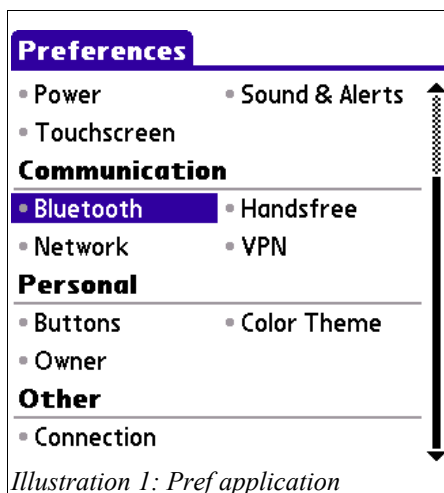 Preferences
Power Sound & Alerts
Touchscreen
Communication
Bluetooth Handsfree
Network VPN
Personal
Buttons Color Theme
Owner
Other
Connection
Illustration 1: Pref application